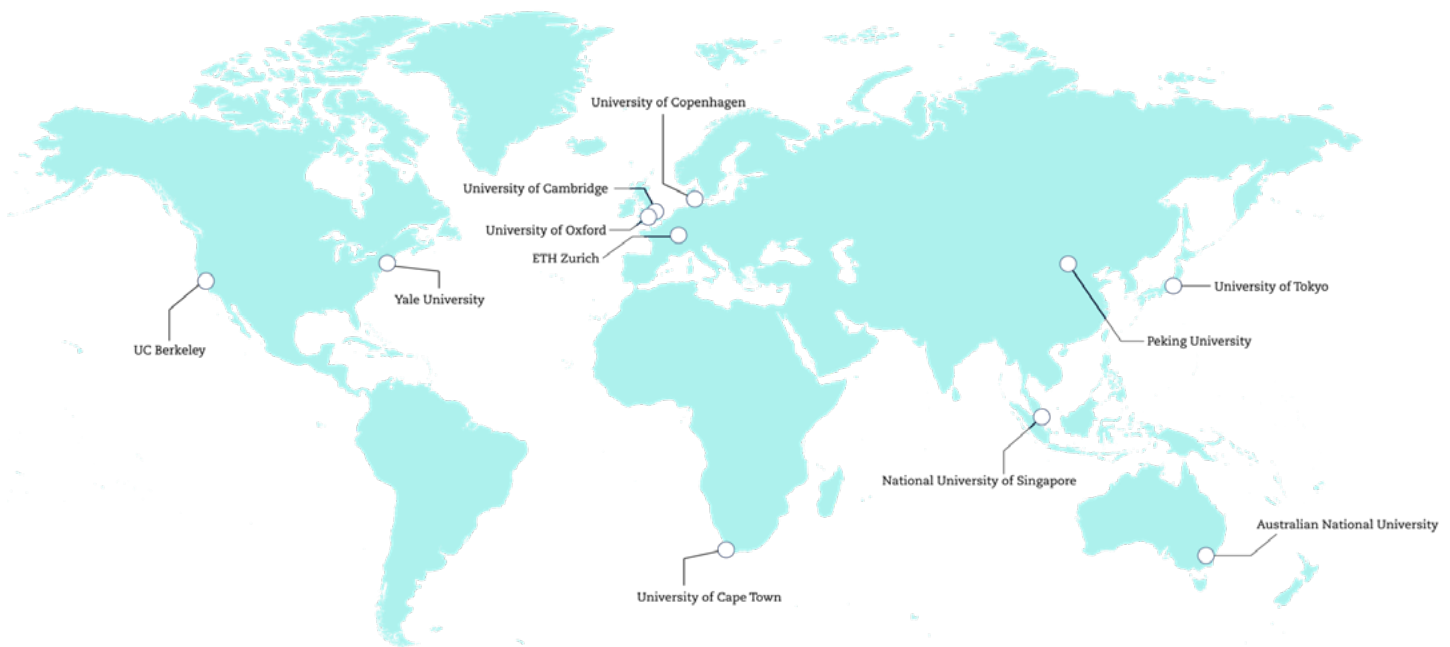 University of Copenhagen
University of Cambridge
University of Oxford
ETH Zurich
Yale University
UC Berkeley
University of Tokyo
Peking University
National University of Singapore
Australian National University
University of Cape Town